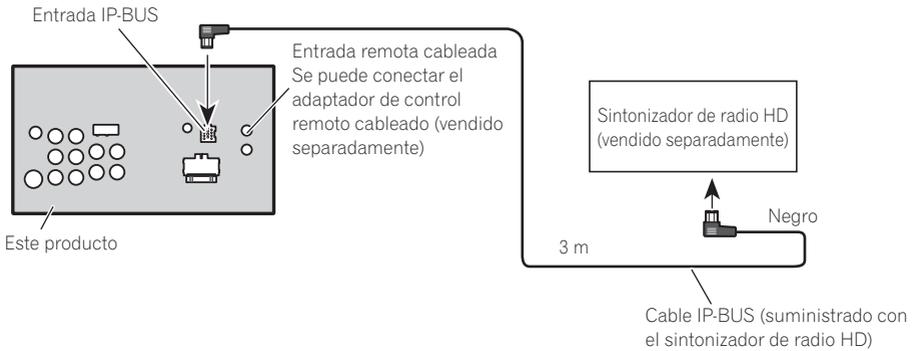 Entrada IP-BUS
Entrada remota cableada
Se puede conectar el
adaptador de control
remoto cableado (vendido
separadamente)
Sintonizador de radio HD
(vendido separadamente)
Este producto
Negro
3 m
Cable IP-BUS (suministrado con
el sintonizador de radio HD)